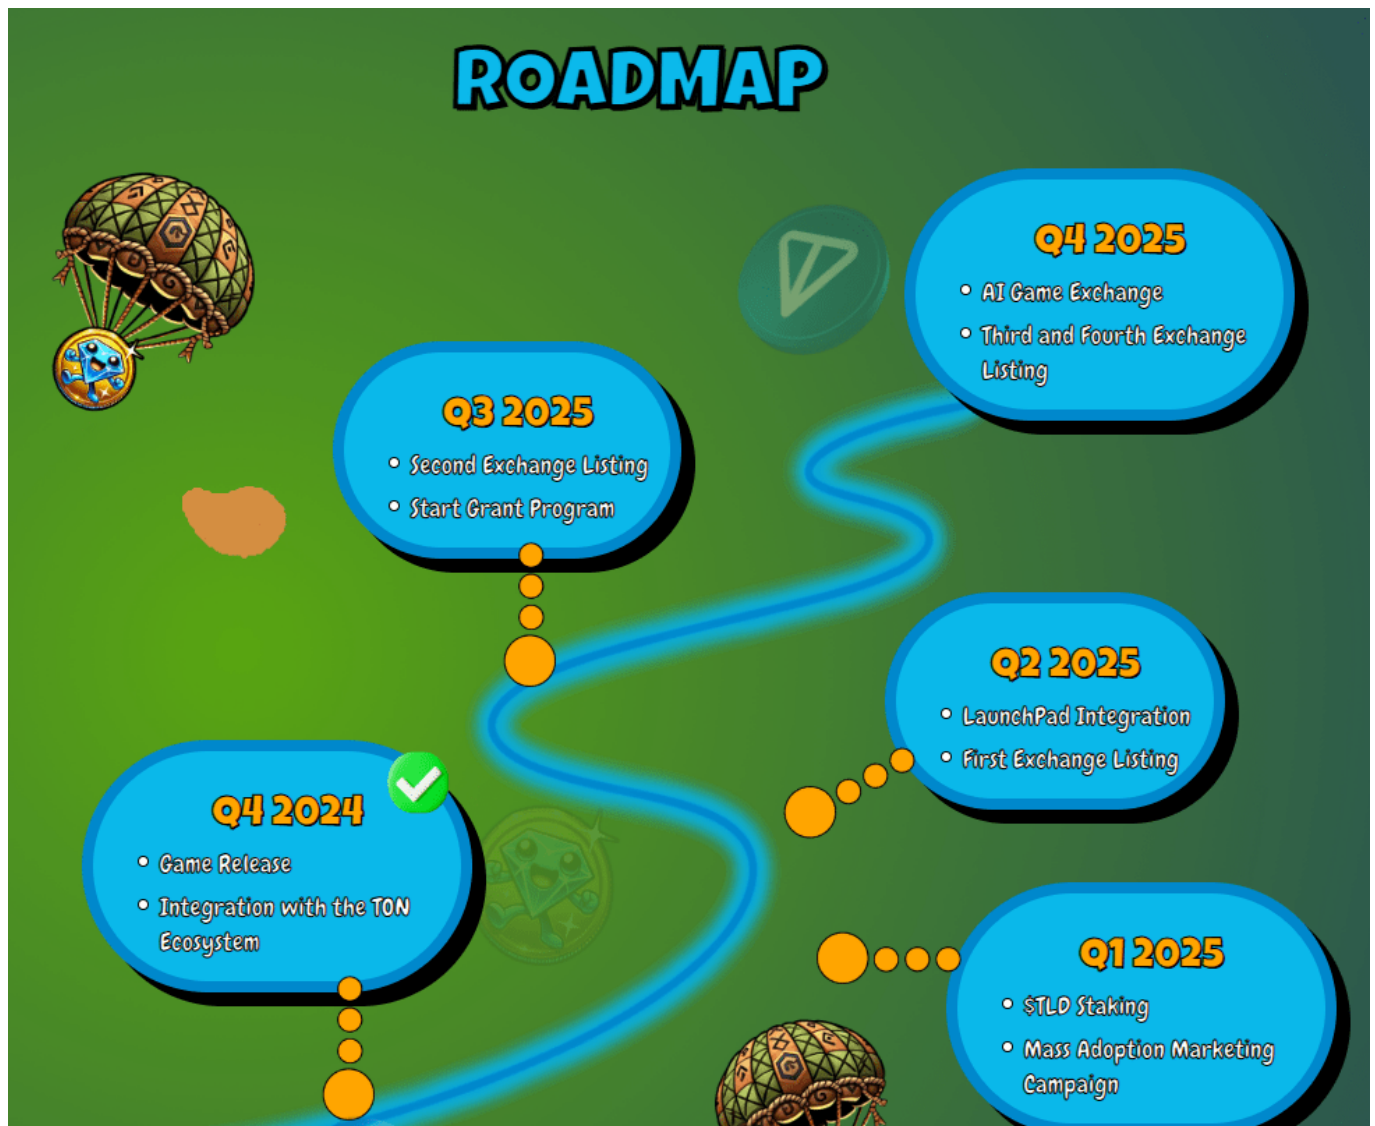 ROADMAP
Q4 2025
AI Game Exchange
Third and Fourth Exchange
Listing
Q3 2025
Second Exchange Listing
Start Grant Program
Q2 2025
LaunchPad Integration
First Exchange Listing
Q4 2024
Game Release
Integration with the TON
Ecosystem
Q1 2025
$TLD Staking
Mass Adoption Marketing
Campaign